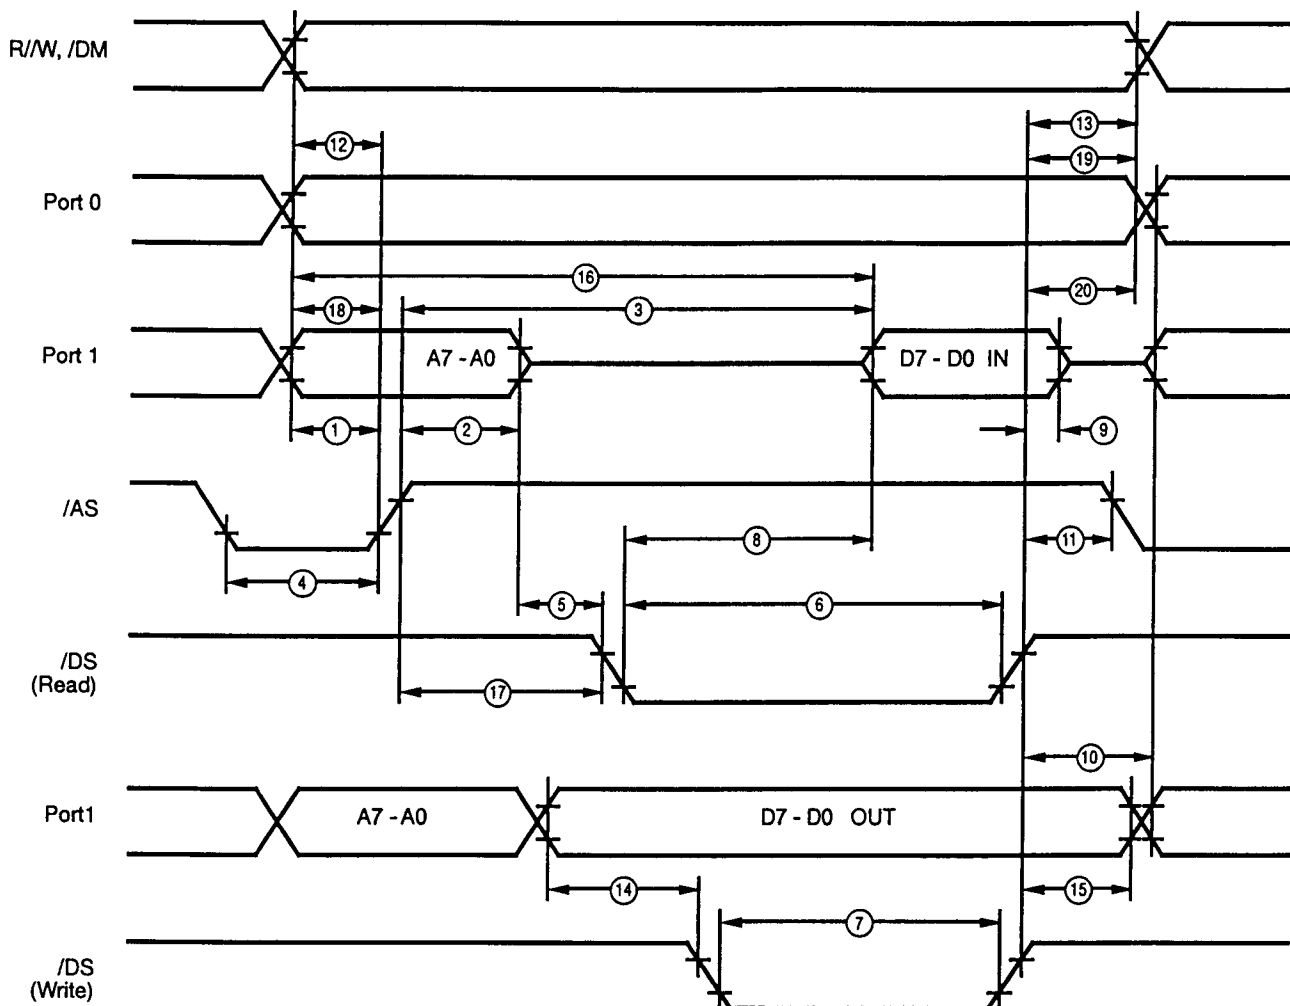 R//W, /DM
12
13
19
Port 0
16
18
3
20
Port 1
A7 - A0
D7 - D0 IN
1
2
9
/AS
8
11
4
5
6
/DS
(Read)
17
10
Port1
A7 - A0
D7 - D0 OUT
14
15
7
/DS
(Write)